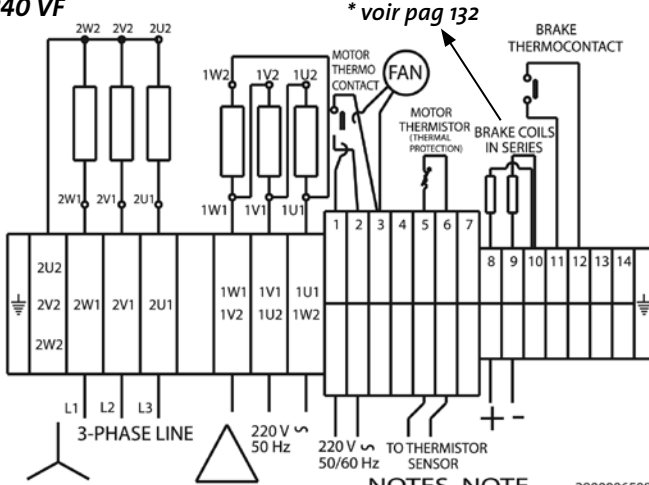 40 VF
* voir pag 132
2W2 2V2 2U2
1W2 1V2 1U2
MOTOR
THERMO
CONTACT
FAN
BRAKE
THERMOCONTACT
MOTOR
THERMISTOR
(THERMAL
PROTECTION)
BRAKE COILS
IN SERIES
2W1 2V1 2U1
1W1 1V1 1U1
1 2 3 4 5 6 7
8 9 10 11 12 13 14
2U2
2V2 2W1 2V1 2U1
2W2
1W1 1V1 1U1
1V2 1U2 1W2
L1 L2 L3
3-PHASE LINE
220 V
50 Hz
220 V
50/60 Hz
TO THERMISTOR
SENSOR
+ -
NOTES NOTE